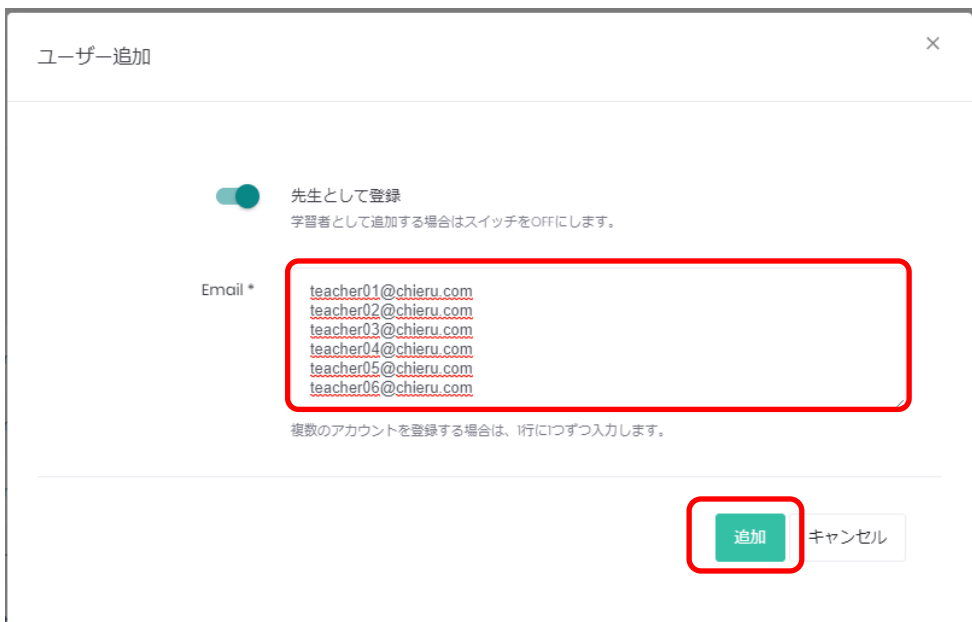 ユーザー追加
×
先生として登録
学習者として追加する場合はスイッチをOFFにします。
Email *
teacher01@chieru.com
teacher02@chieru.com
teacher03@chieru.com
teacher04@chieru.com
teacher05@chieru.com
teacher06@chieru.com
複数のアカウントを登録する場合は、1行に1つずつ入力します。
追加
キャンセル